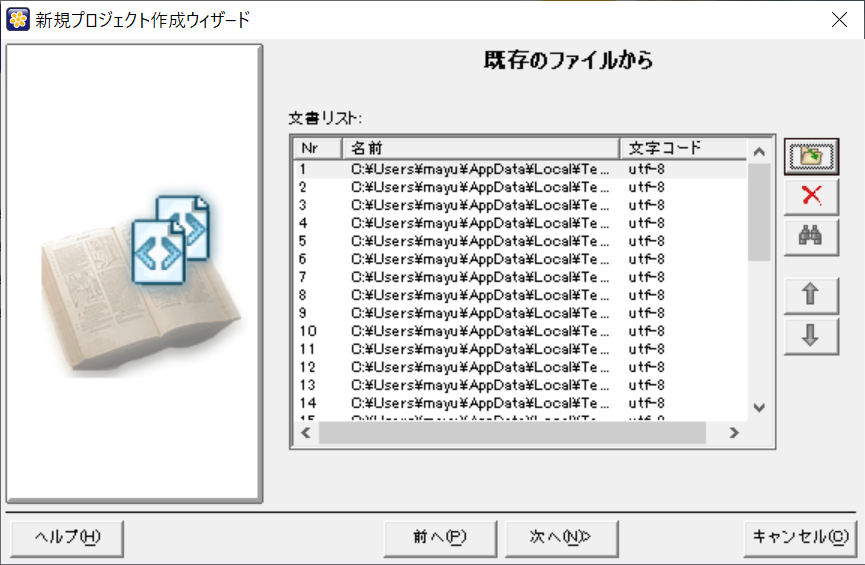 新規プロジェクト作成ウィザード
既存のファイルから
文書リスト:
Nr 名前 文字コード
1 C:¥Users¥mayu¥AppData¥Local¥Te... utf-8
2 C:¥Users¥mayu¥AppData¥Local¥Te... utf-8
3 C:¥Users¥mayu¥AppData¥Local¥Te... utf-8
4 C:¥Users¥mayu¥AppData¥Local¥Te... utf-8
5 C:¥Users¥mayu¥AppData¥Local¥Te... utf-8
6 C:¥Users¥mayu¥AppData¥Local¥Te... utf-8
7 C:¥Users¥mayu¥AppData¥Local¥Te... utf-8
8 C:¥Users¥mayu¥AppData¥Local¥Te... utf-8
9 C:¥Users¥mayu¥AppData¥Local¥Te... utf-8
10 C:¥Users¥mayu¥AppData¥Local¥Te... utf-8
11 C:¥Users¥mayu¥AppData¥Local¥Te... utf-8
12 C:¥Users¥mayu¥AppData¥Local¥Te... utf-8
13 C:¥Users¥mayu¥AppData¥Local¥Te... utf-8
14 C:¥Users¥mayu¥AppData¥Local¥Te... utf-8
15 C:¥Users¥mayu¥AppData¥Local¥Te... utf-8
ヘルプ(H) 前へ(P) 次へ(N)> キャンセル(C)